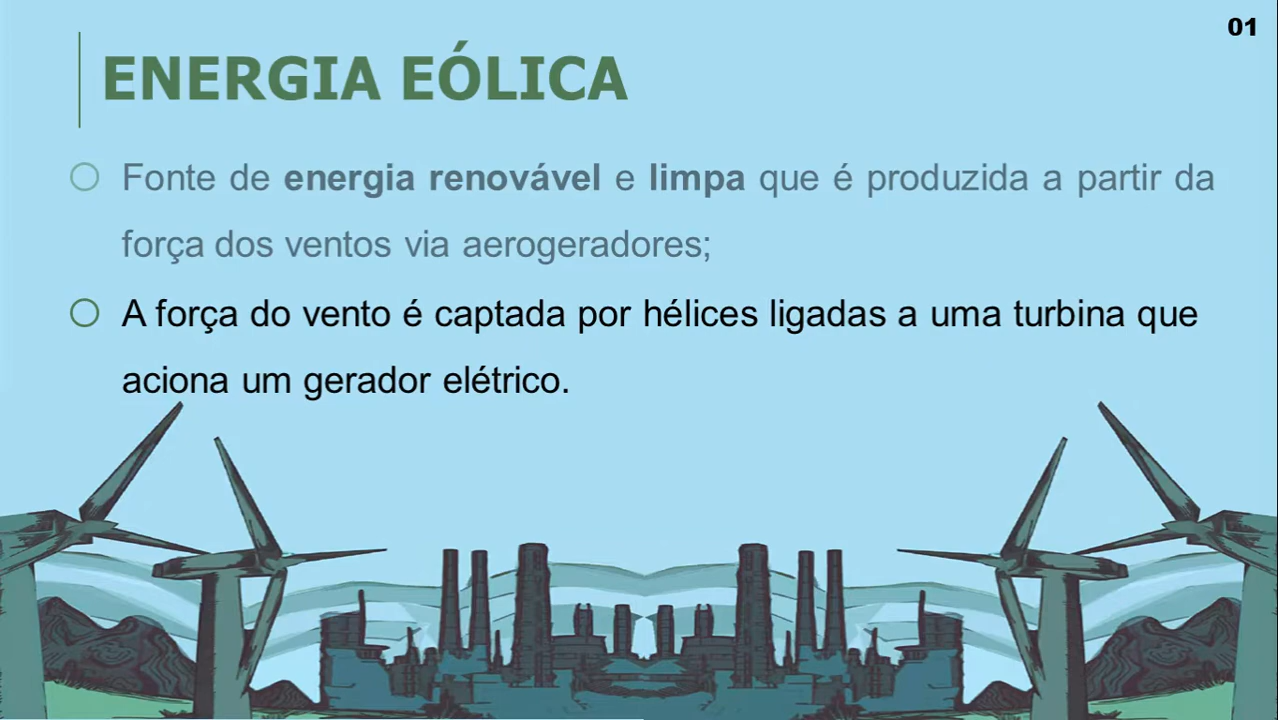 01
ENERGIA EÓLICA
Fonte de energia renovável e limpa que é produzida a partir da
força dos ventos via aerogeradores;
A força do vento é captada por hélices ligadas a uma turbina que
aciona um gerador elétrico.